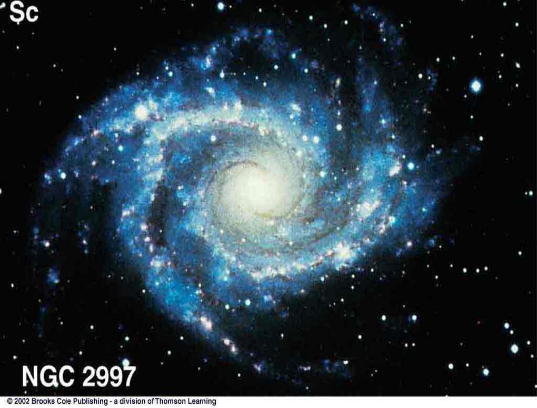 Sc
NGC 2997
© 2002 Brooks Cole Publishing - a division of Thomson Learning